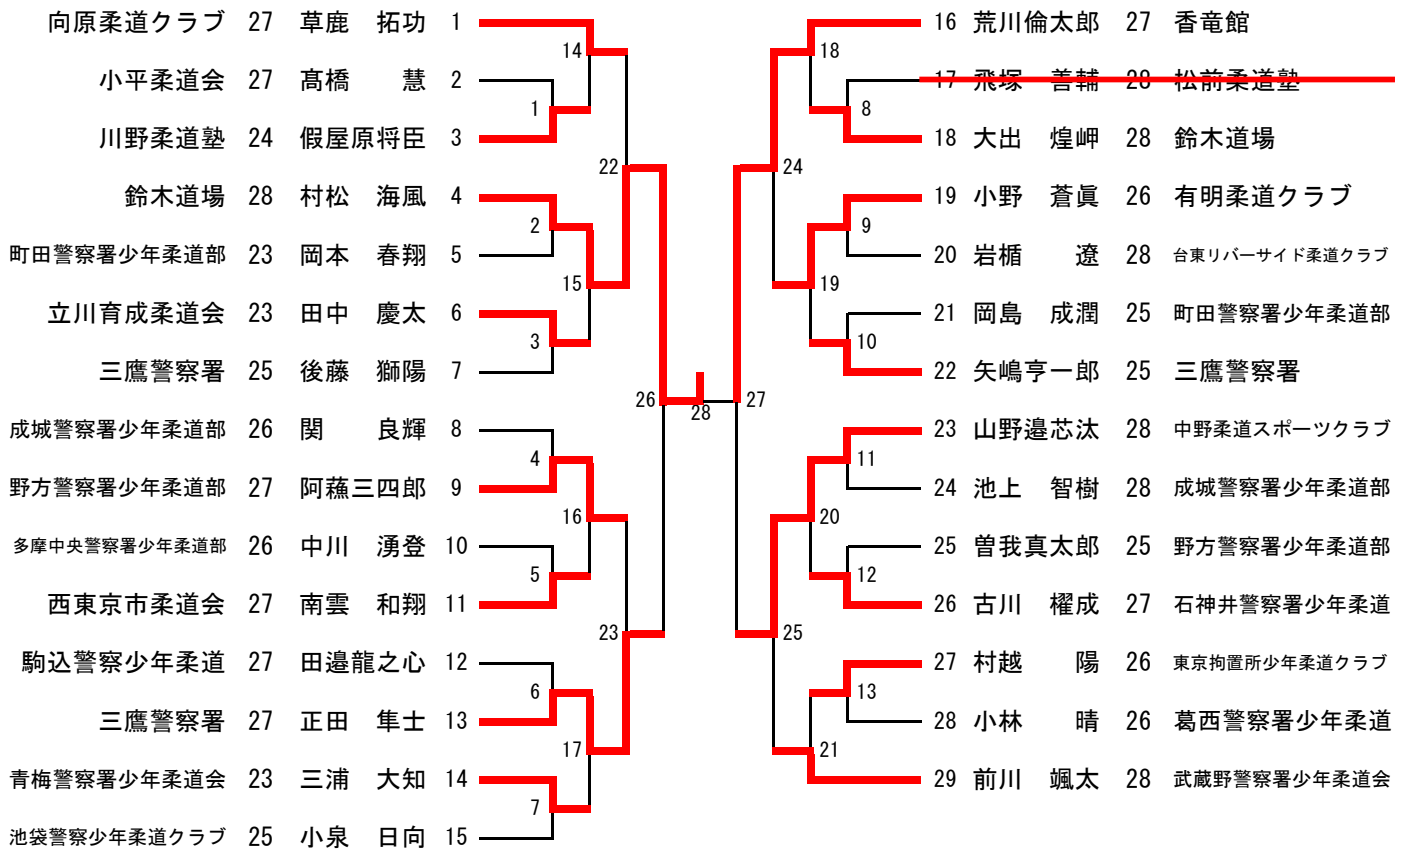 向原柔道クラブ 27 草鹿 拓功 1
小平柔道会 27 髙橋 慧 2
川野柔道塾 24 假屋原将臣 3
鈴木道場 28 村松 海風 4
町田警察署少年柔道部 23 岡本 春翔 5
立川育成柔道会 23 田中 慶太 6
三鷹警察署 25 後藤 獅陽 7
成城警察署少年柔道部 26 関 良輝 8
野方警察署少年柔道部 27 阿蘓三四郎 9
多摩中央警察署少年柔道部 26 中川 湧登 10
西東京市柔道会 27 南雲 和翔 11
駒込警察少年柔道 27 田邉龍之心 12
三鷹警察署 27 正田 隼士 13
青梅警察署少年柔道会 23 三浦 大知 14
池袋警察少年柔道クラブ 25 小泉 日向 15
14
1
22
2
15
3
26
4
16
5
23
6
17
7
28
18
8
24
9
19
10
27
11
20
12
25
13
21
16 荒川倫太郎 27 香竜館
17 飛塚 善輔 28 松前柔道塾
18 大出 煌岬 28 鈴木道場
19 小野 蒼眞 26 有明柔道クラブ
20 岩楯 遼 28 台東リバーサイド柔道クラブ
21 岡島 成潤 25 町田警察署少年柔道部
22 矢嶋亨一郎 25 三鷹警察署
23 山野邉芯汰 28 中野柔道スポーツクラブ
24 池上 智樹 28 成城警察署少年柔道部
25 曽我真太郎 25 野方警察署少年柔道部
26 古川 櫂成 27 石神井警察署少年柔道
27 村越 陽 26 東京拘置所少年柔道クラブ
28 小林 晴 26 葛西警察署少年柔道
29 前川 颯太 28 武蔵野警察署少年柔道会